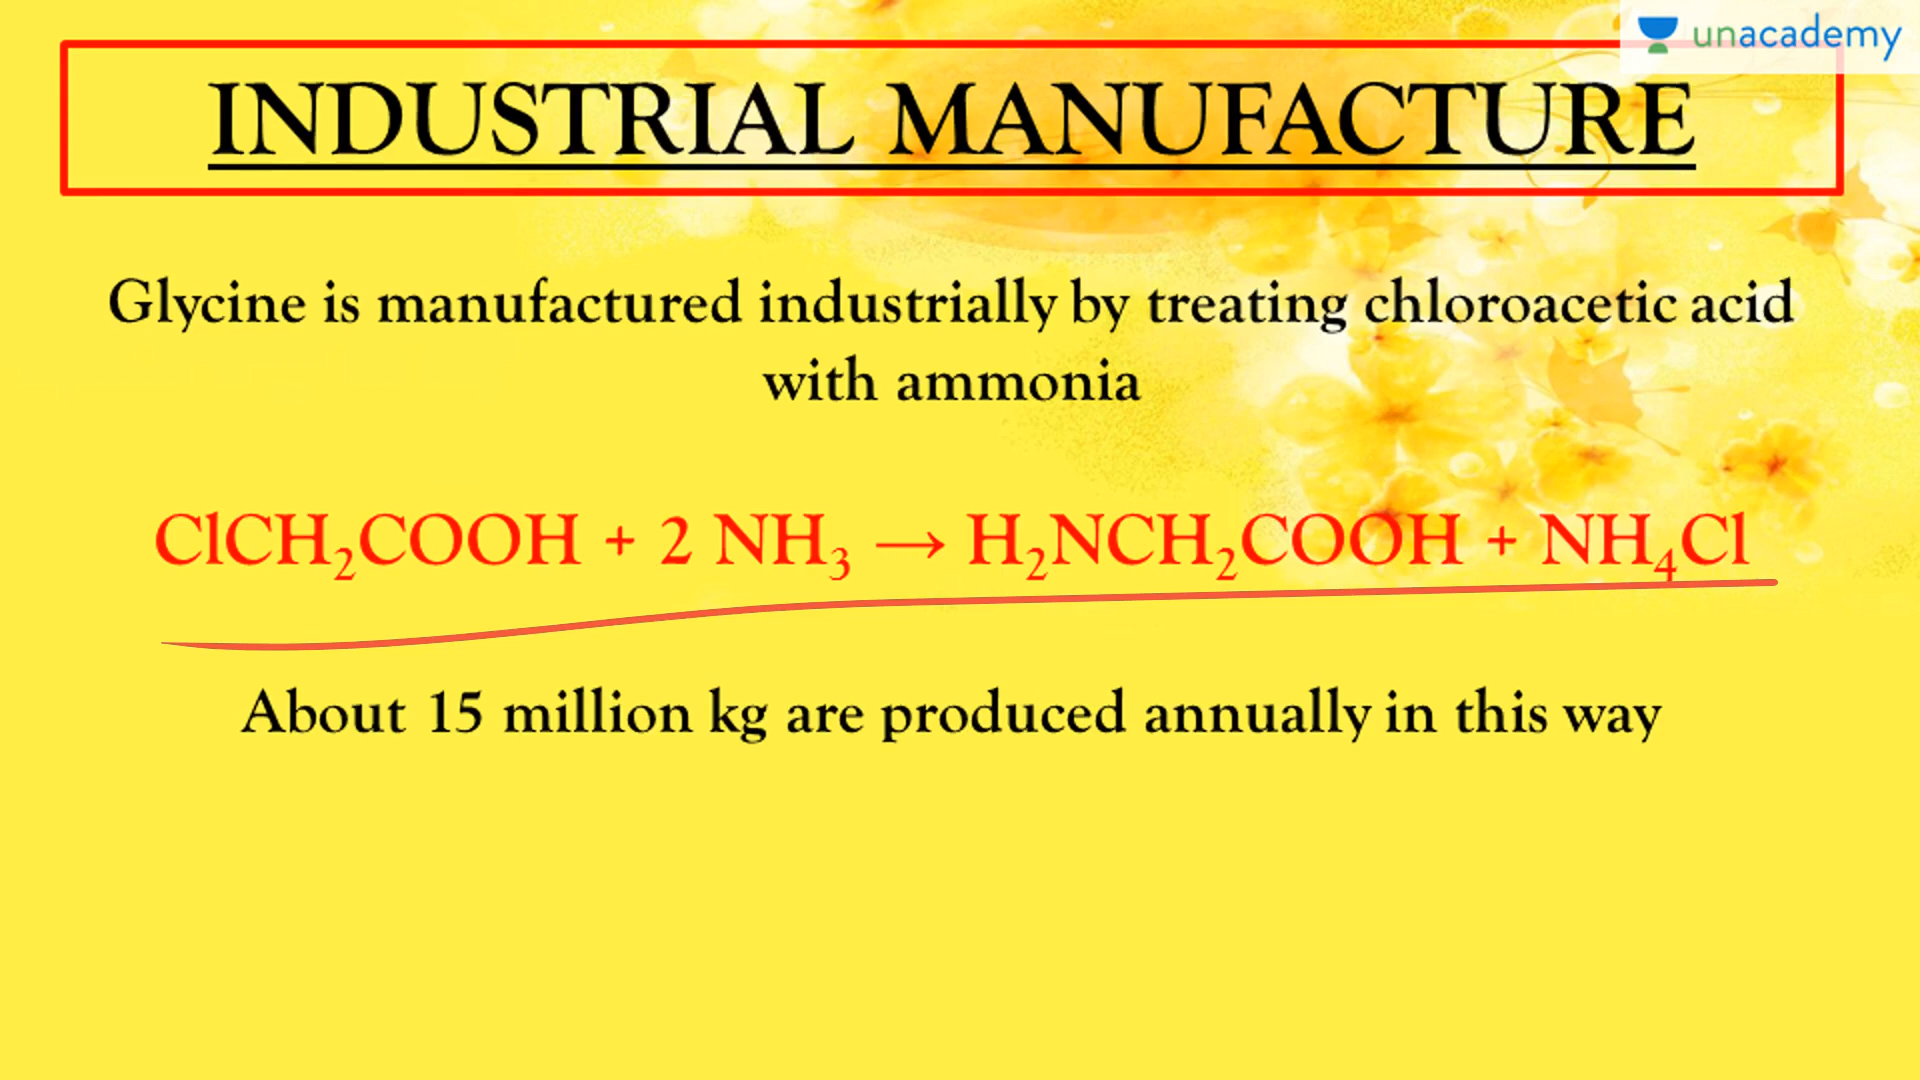 unacademy
INDUSTRIAL MANUFACTURE
Glycine is manufactured industrially by treating chloroacetic acid
with ammonia
ClCH₂COOH + 2 NH₃ → H₂NCH₂COOH + NH₄Cl
About 15 million kg are produced annually in this way